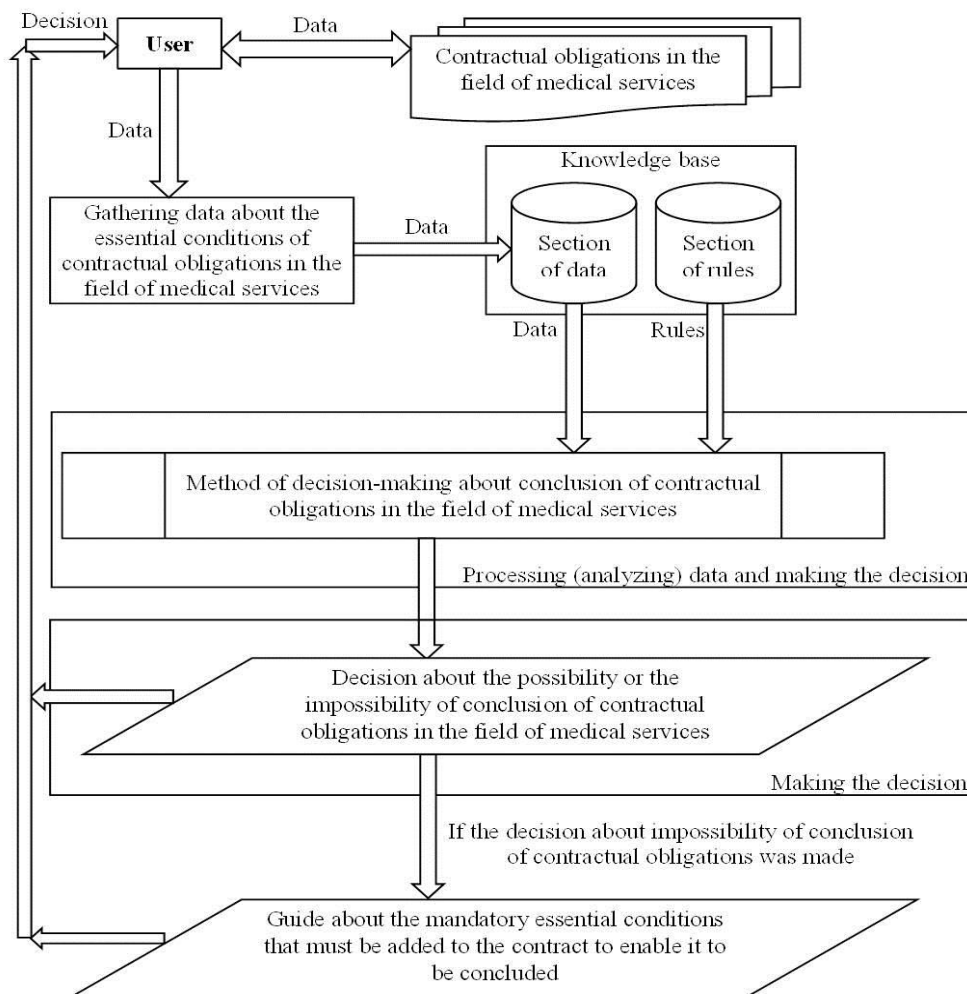 Decision
User
Data
Contractual obligations in the
field of medical services
Data
Knowledge base
Gathering data about the
essential conditions of
contractual obligations in the
field of medical services
Data
Section
of data
Section
of rules
Data
Rules
Method of decision-making about conclusion of contractual
obligations in the field of medical services
Processing (analyzing) data and making the decision
Decision about the possibility or the
impossibility of conclusion of contractual
obligations in the field of medical services
Making the decision
If the decision about impossibility of conclusion
of contractual obligations was made
Guide about the mandatory essential conditions
that must be added to the contract to enable it to
be concluded